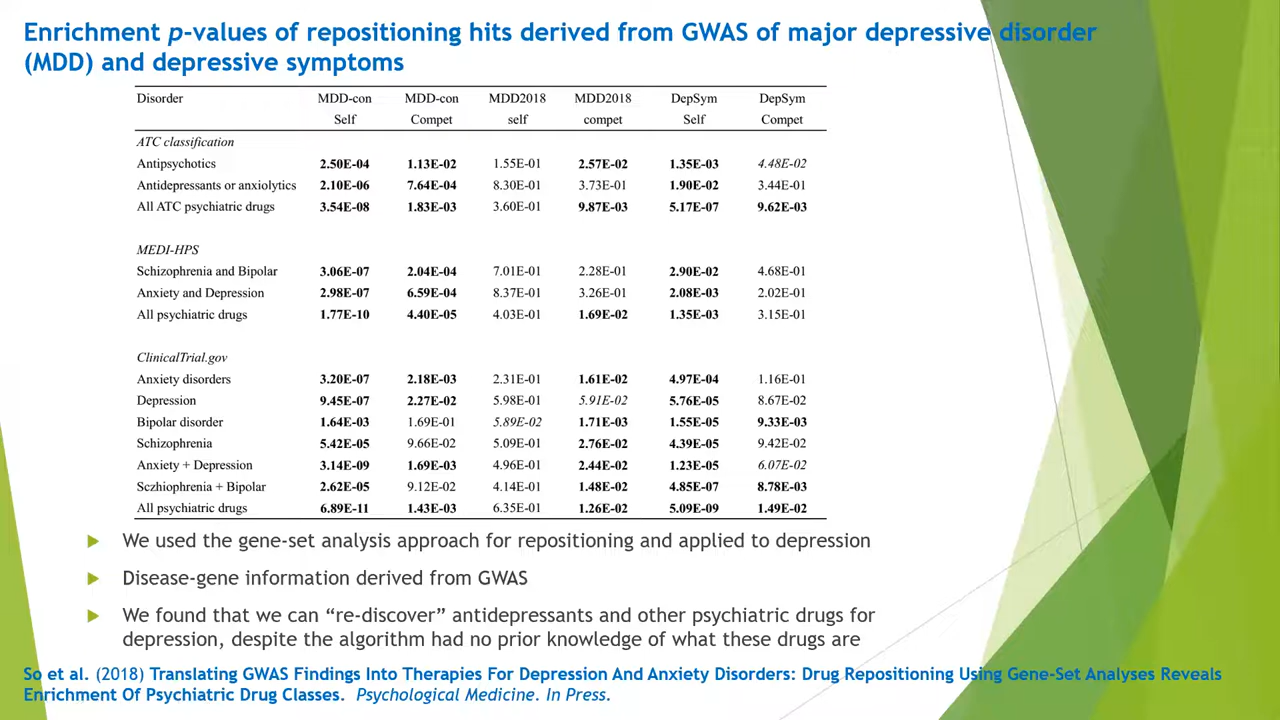 Enrichment p-values of repositioning hits derived from GWAS of major depressive disorder
(MDD) and depressive symptoms
Disorder MDD-con MDD-con MDD2018 MDD2018 DepSym DepSym
Self Compet self compet Self Compet
ATC classification
Antipsychotics 2.50E-04 1.13E-02 1.55E-01 2.57E-02 1.35E-03 4.48E-02
Antidepressants or anxiolytics 2.10E-06 7.64E-04 8.30E-01 3.73E-01 1.90E-02 3.44E-01
All ATC psychiatric drugs 3.54E-08 1.83E-03 3.60E-01 9.87E-03 5.17E-07 9.62E-03
MEDI-HPS
Schizophrenia and Bipolar 3.06E-07 2.04E-04 7.01E-01 2.28E-01 2.90E-02 4.68E-01
Anxiety and Depression 2.98E-07 6.59E-04 8.37E-01 3.26E-01 2.08E-03 2.02E-01
All psychiatric drugs 1.77E-10 4.40E-05 4.03E-01 1.69E-02 1.35E-03 3.15E-01
ClinicalTrial.gov
Anxiety disorders 3.20E-07 2.18E-03 2.31E-01 1.61E-02 4.97E-04 1.16E-01
Depression 9.45E-07 2.27E-02 5.98E-01 5.91E-02 5.76E-05 8.67E-02
Bipolar disorder 1.64E-03 1.69E-01 5.89E-02 1.71E-03 1.55E-05 9.33E-03
Schizophrenia 5.42E-05 9.66E-02 5.09E-01 2.76E-02 4.39E-05 9.42E-02
Anxiety + Depression 3.14E-09 1.69E-03 4.96E-01 2.44E-02 1.23E-05 6.07E-02
Sczhiophrenia + Bipolar 2.62E-05 9.12E-02 4.14E-01 1.48E-02 4.85E-07 8.78E-03
All psychiatric drugs 6.89E-11 1.43E-03 6.35E-01 1.26E-02 5.09E-09 1.49E-02
We used the gene-set analysis approach for repositioning and applied to depression
Disease-gene information derived from GWAS
We found that we can “re-discover” antidepressants and other psychiatric drugs for
depression, despite the algorithm had no prior knowledge of what these drugs are
So et al. (2018) Translating GWAS Findings Into Therapies For Depression And Anxiety Disorders: Drug Repositioning Using Gene-Set Analyses Reveals
Enrichment Of Psychiatric Drug Classes. Psychological Medicine. In Press.